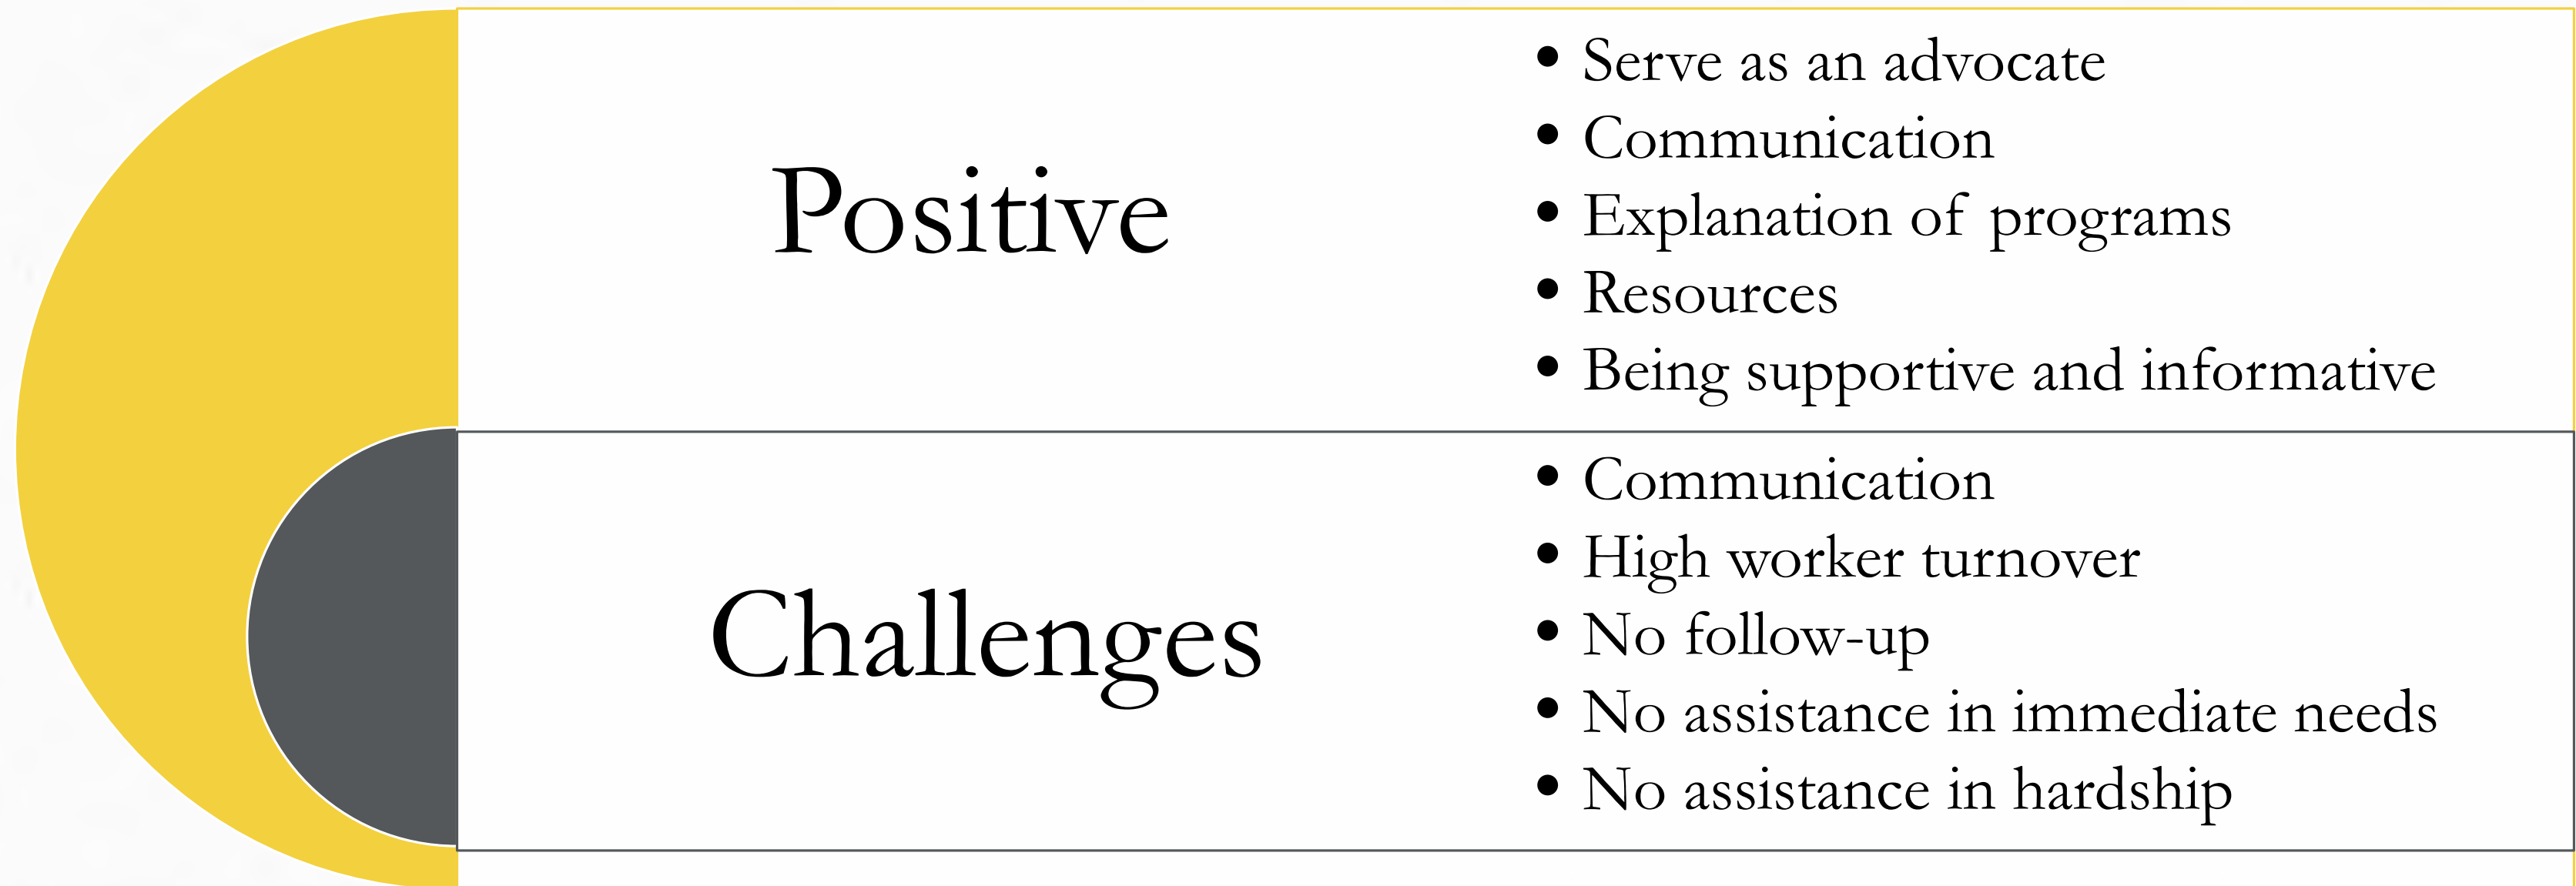 Positive
• Serve as an advocate
• Communication
• Explanation of programs
• Resources
• Being supportive and informative
Challenges
• Communication
• High worker turnover
• No follow-up
• No assistance in immediate needs
• No assistance in hardship